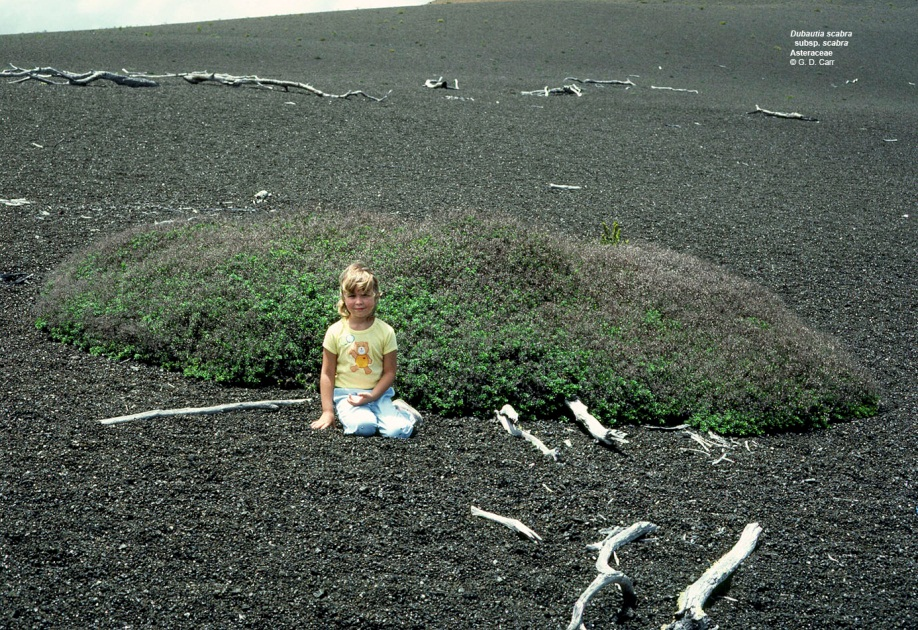 Dubautia scabra
subsp. scabra
Asteraceae
© G. D. Carr